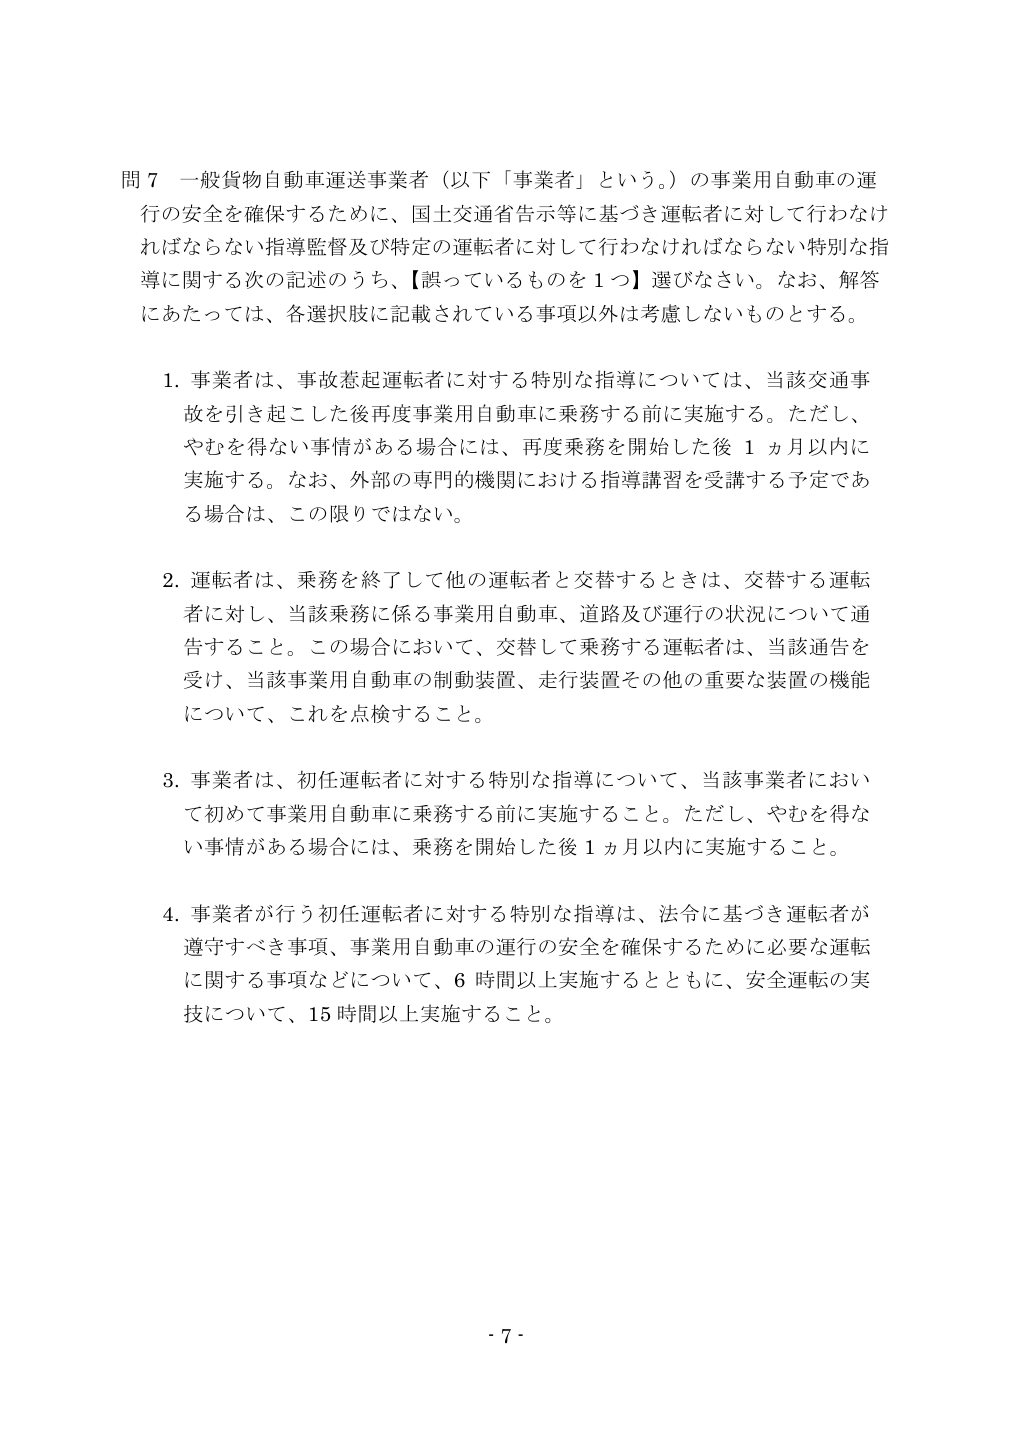 問 7　一般貨物自動車運送事業者（以下「事業者」という。）の事業用自動車の運
行の安全を確保するために、国土交通省告示等に基づき運転者に対して行わなけ
ればならない指導監督及び特定の運転者に対して行わなければならない特別な指
導に関する次の記述のうち、【誤っているものを 1 つ】選びなさい。なお、解答
にあたっては、各選択肢に記載されている事項以外は考慮しないものとする。
1. 事業者は、事故惹起運転者に対する特別な指導については、当該交通事
故を引き起こした後再度事業用自動車に乗務する前に実施する。ただし、
やむを得ない事情がある場合には、再度乗務を開始した後 1 ヵ月以内に
実施する。なお、外部の専門的機関における指導講習を受講する予定であ
る場合は、この限りではない。
2. 運転者は、乗務を終了して他の運転者と交替するときは、交替する運転
者に対し、当該乗務に係る事業用自動車、道路及び運行の状況について通
告すること。この場合において、交替して乗務する運転者は、当該通告を
受け、当該事業用自動車の制動装置、走行装置その他の重要な装置の機能
について、これを点検すること。
3. 事業者は、初任運転者に対する特別な指導について、当該事業者におい
て初めて事業用自動車に乗務する前に実施すること。ただし、やむを得な
い事情がある場合には、乗務を開始した後 1 ヵ月以内に実施すること。
4. 事業者が行う初任運転者に対する特別な指導は、法令に基づき運転者が
遵守すべき事項、事業用自動車の運行の安全を確保するために必要な運転
に関する事項などについて、6 時間以上実施するとともに、安全運転の実
技について、15 時間以上実施すること。
- 7 -